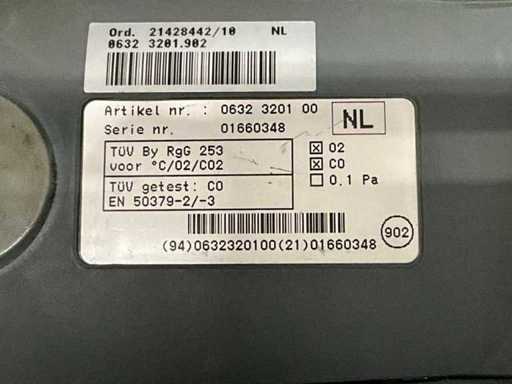 Ord. 21428442/10 NL
0632 3201.902
Artikel nr. : 0632 3201 00
Serie nr. 01660348
NL
TÜV By RgG 253
voor °C/O2/CO2
TÜV getest: CO
EN 50379-2/-3
☒ O2
☒ CO
☐ 0,1 Pa
(94)0632320100(21)01660348
902